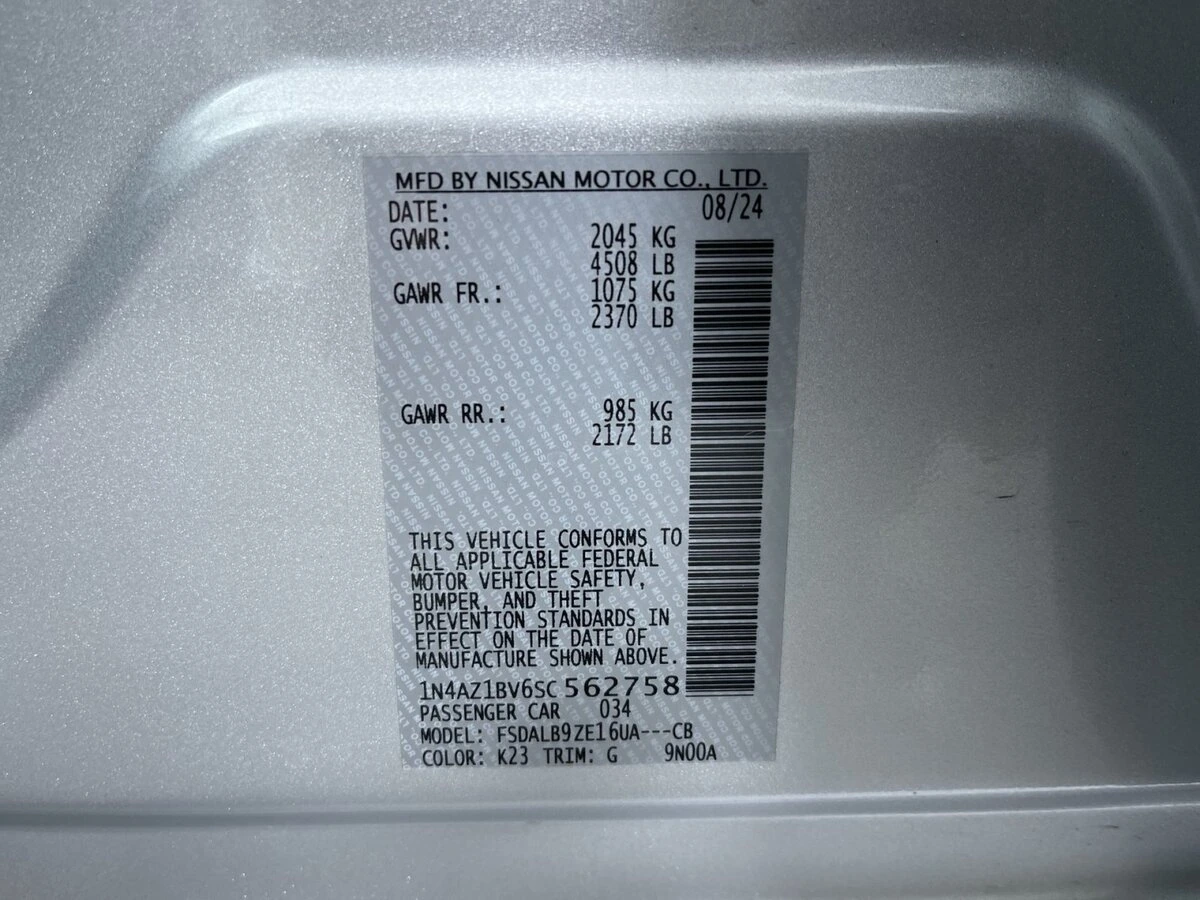 MFD BY NISSAN MOTOR CO., LTD.
DATE: 08/24
GVWR: 2045 KG
4508 LB
GAWR FR.: 1075 KG
2370 LB
GAWR RR.: 985 KG
2172 LB
THIS VEHICLE CONFORMS TO
ALL APPLICABLE FEDERAL
MOTOR VEHICLE SAFETY,
BUMPER, AND THEFT
PREVENTION STANDARDS IN
EFFECT ON THE DATE OF
MANUFACTURE SHOWN ABOVE.
1N4AZ1BV6SC562758
PASSENGER CAR 034
MODEL: FSDALB9ZE16UA---CB
COLOR: K23 TRIM: G 9N00A